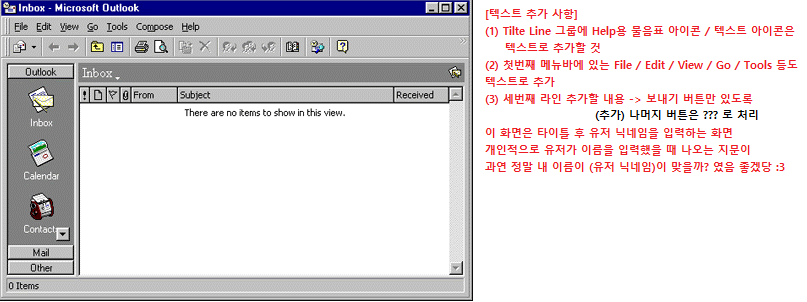 Inbox - Microsoft Outlook
File Edit View Go Tools Compose Help
Outlook
Inbox
Calendar
Contact
Mail
Other
Inbox
From Subject Received
There are no items to show in this view.
0 Items
[텍스트 추가 사항]
(1) Tilte Line 그룹에 Help용 물음표 아이콘 / 텍스트 아이콘은
텍스트로 추가할 것
(2) 첫번째 메뉴바에 있는 File / Edit / View / Go / Tools 등도
텍스트로 추가
(3) 세번째 라인 추가할 내용 -> 보내기 버튼만 있도록
(추가) 나머지 버튼은 ??? 로 처리
이 화면은 타이틀 후 유저 닉네임을 입력하는 화면
개인적으로 유저가 이름을 입력했을 때 나오는 지문이
과연 정말 내 이름이 (유저 닉네임)이 맞을까? 였음 좋겠당 :3